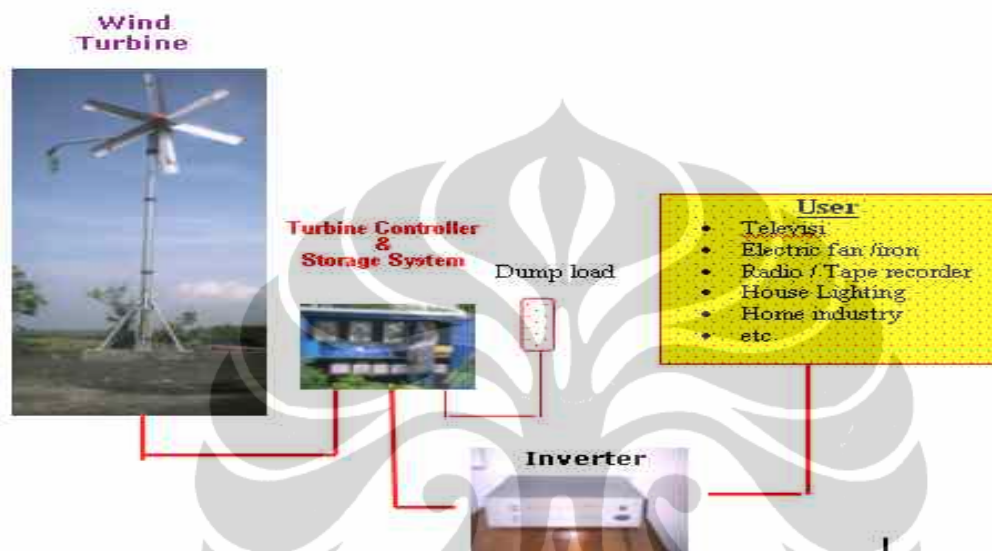 Wind
Turbine
Turbine Controller
&
Storage System
Dump load
User
• Televisi
• Electric fan /iron
• Radio / Tape recorder
• House Lighting
• Home industry
• etc.
Inverter